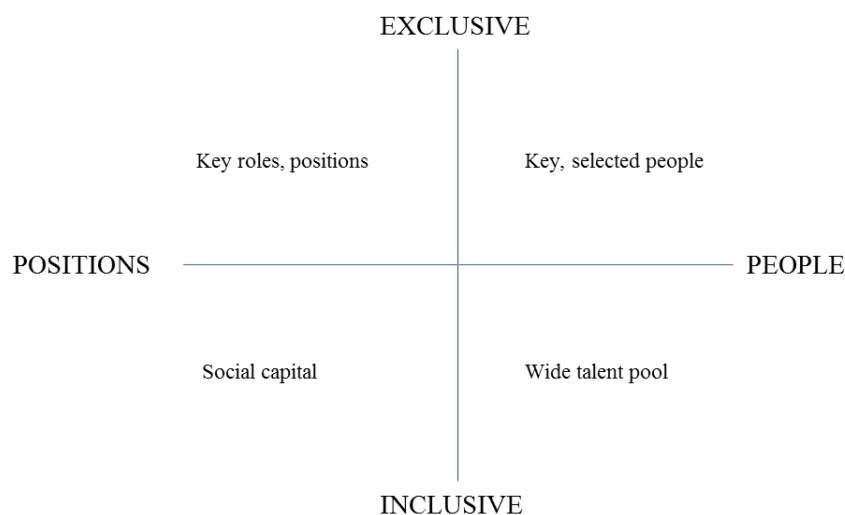 EXCLUSIVE
Key roles, positions
Key, selected people
POSITIONS
PEOPLE
Social capital
Wide talent pool
INCLUSIVE